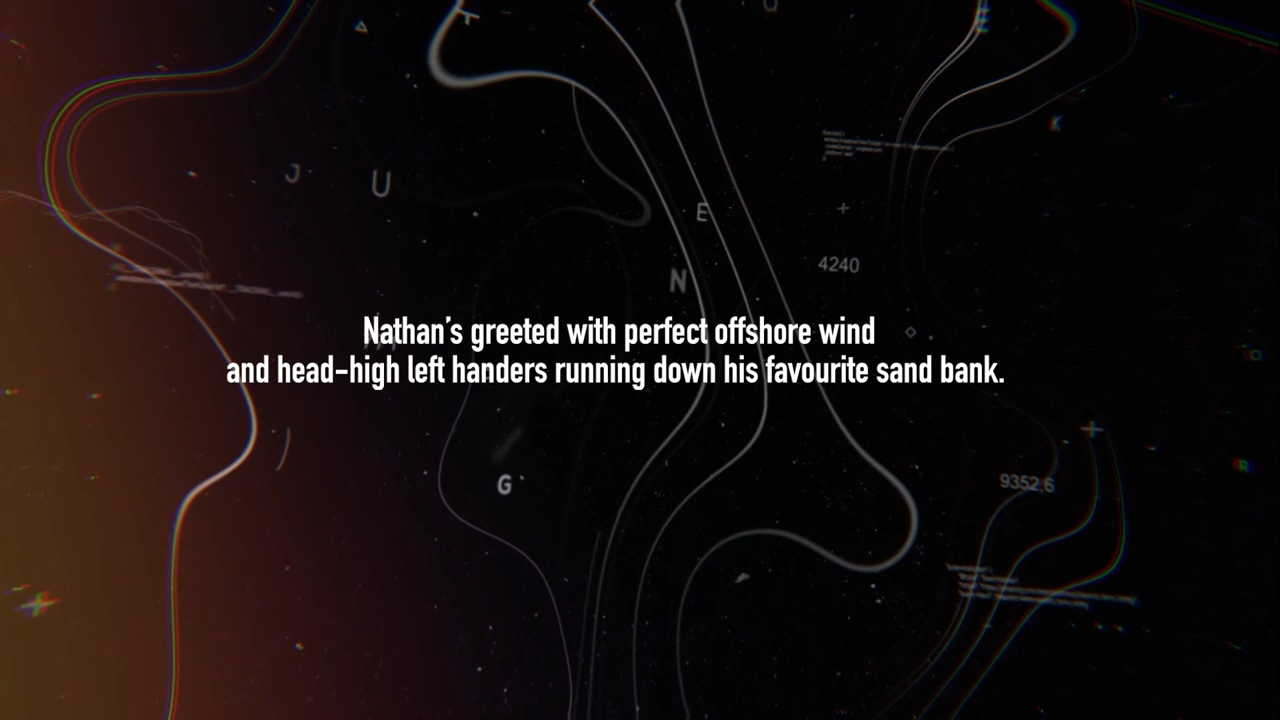 E
K
J
U
E
N
4240
Nathan's greeted with perfect offshore wind
and head-high left handers running down his favourite sand bank.
R
G
9352,6